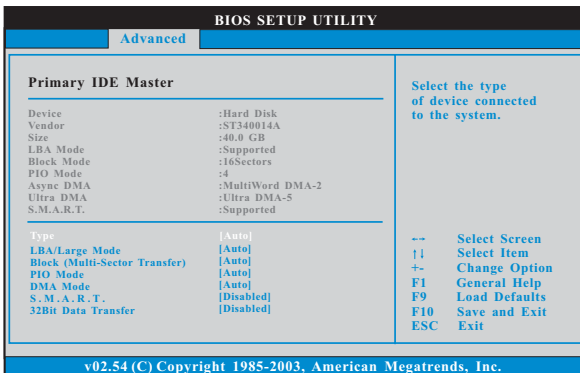 BIOS SETUP UTILITY
Advanced
Primary IDE Master
Device :Hard Disk
Vendor :ST340014A
Size :40.0 GB
LBA Mode :Supported
Block Mode :16Sectors
PIO Mode :4
Async DMA :MultiWord DMA-2
Ultra DMA :Ultra DMA-5
S.M.A.R.T. :Supported
Type [Auto]
LBA/Large Mode [Auto]
Block (Multi-Sector Transfer) [Auto]
PIO Mode [Auto]
DMA Mode [Auto]
S.M.A.R.T. [Disabled]
32Bit Data Transfer [Disabled]
Select the type
of device connected
to the system.
←→ Select Screen
↑↓ Select Item
+- Change Option
F1 General Help
F9 Load Defaults
F10 Save and Exit
ESC Exit
v02.54 (C) Copyright 1985-2003, American Megatrends, Inc.